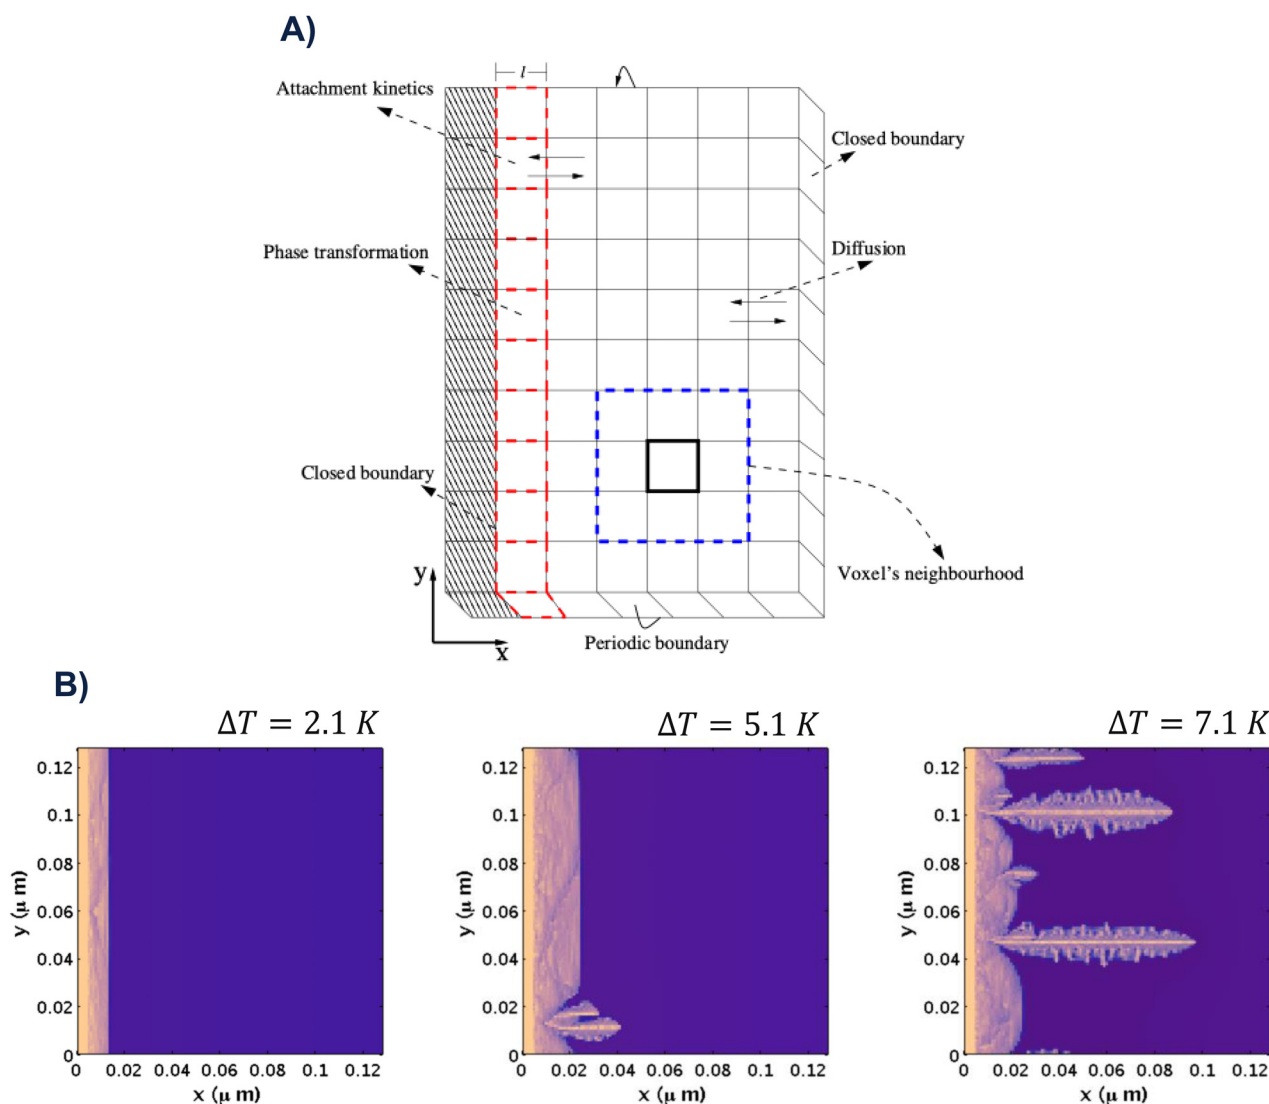 A)
l
Attachment kinetics
Closed boundary
Phase transformation
Diffusion
Closed boundary
Voxel's neighbourhood
y
x
Periodic boundary
B)
ΔT = 2.1 K
ΔT = 5.1 K
ΔT = 7.1 K
0.12
0.1
0.08
0.06
0.04
0.02
0
y (μ m)
0 0.02 0.04 0.06 0.08 0.1 0.12
x (μ m)
0.12
0.1
0.08
0.06
0.04
0.02
0
y (μ m)
0 0.02 0.04 0.06 0.08 0.1 0.12
x (μ m)
0.12
0.1
0.08
0.06
0.04
0.02
0
y (μ m)
0 0.02 0.04 0.06 0.08 0.1 0.12
x (μ m)